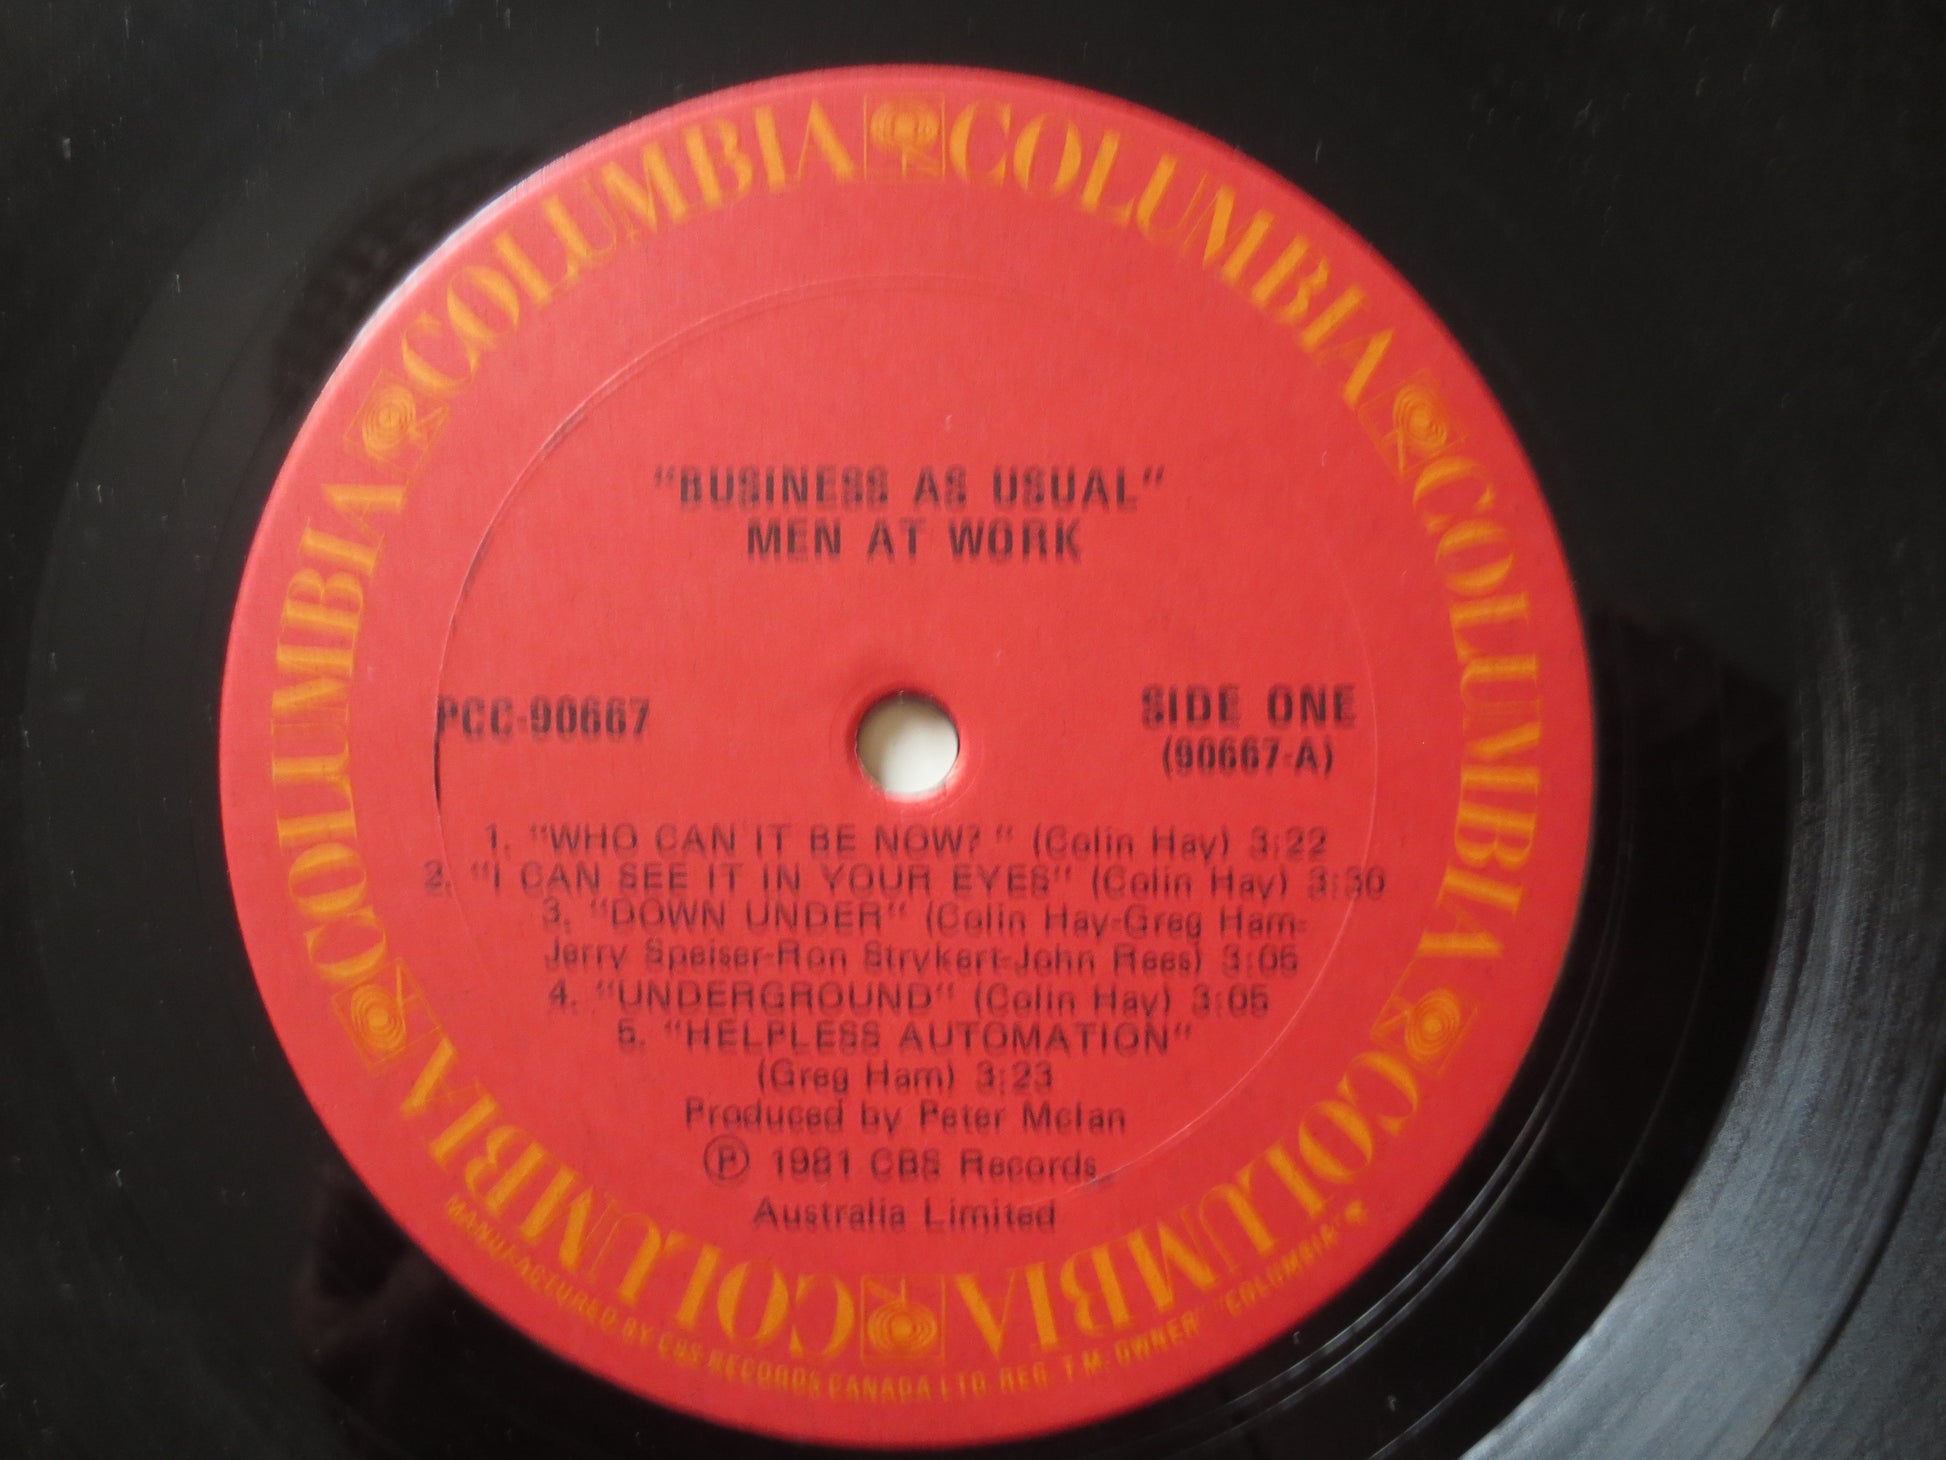 COLUMBIA COLUMBIA COLUMBIA COLUMBIA COLUMBIA COLUMBIA
"BUSINESS AS USUAL"
MEN AT WORK
PCC-90667
SIDE ONE
(90667-A)
1. "WHO CAN IT BE NOW?" (Colin Hay) 3:22
2. "I CAN SEE IT IN YOUR EYES" (Colin Hay) 3:30
3. "DOWN UNDER" (Colin Hay-Greg Ham-
Jerry Speiser-Ron Strykert-John Rees) 3:05
4. "UNDERGROUND" (Colin Hay) 3:05
5. "HELPLESS AUTOMATION"
(Greg Ham) 3:23
Produced by Peter McIan
Ⓟ 1981 CBS Records
Australia Limited
MANUFACTURED BY CBS RECORDS CANADA LTD REG. T.M. OWNER "COLUMBIA"